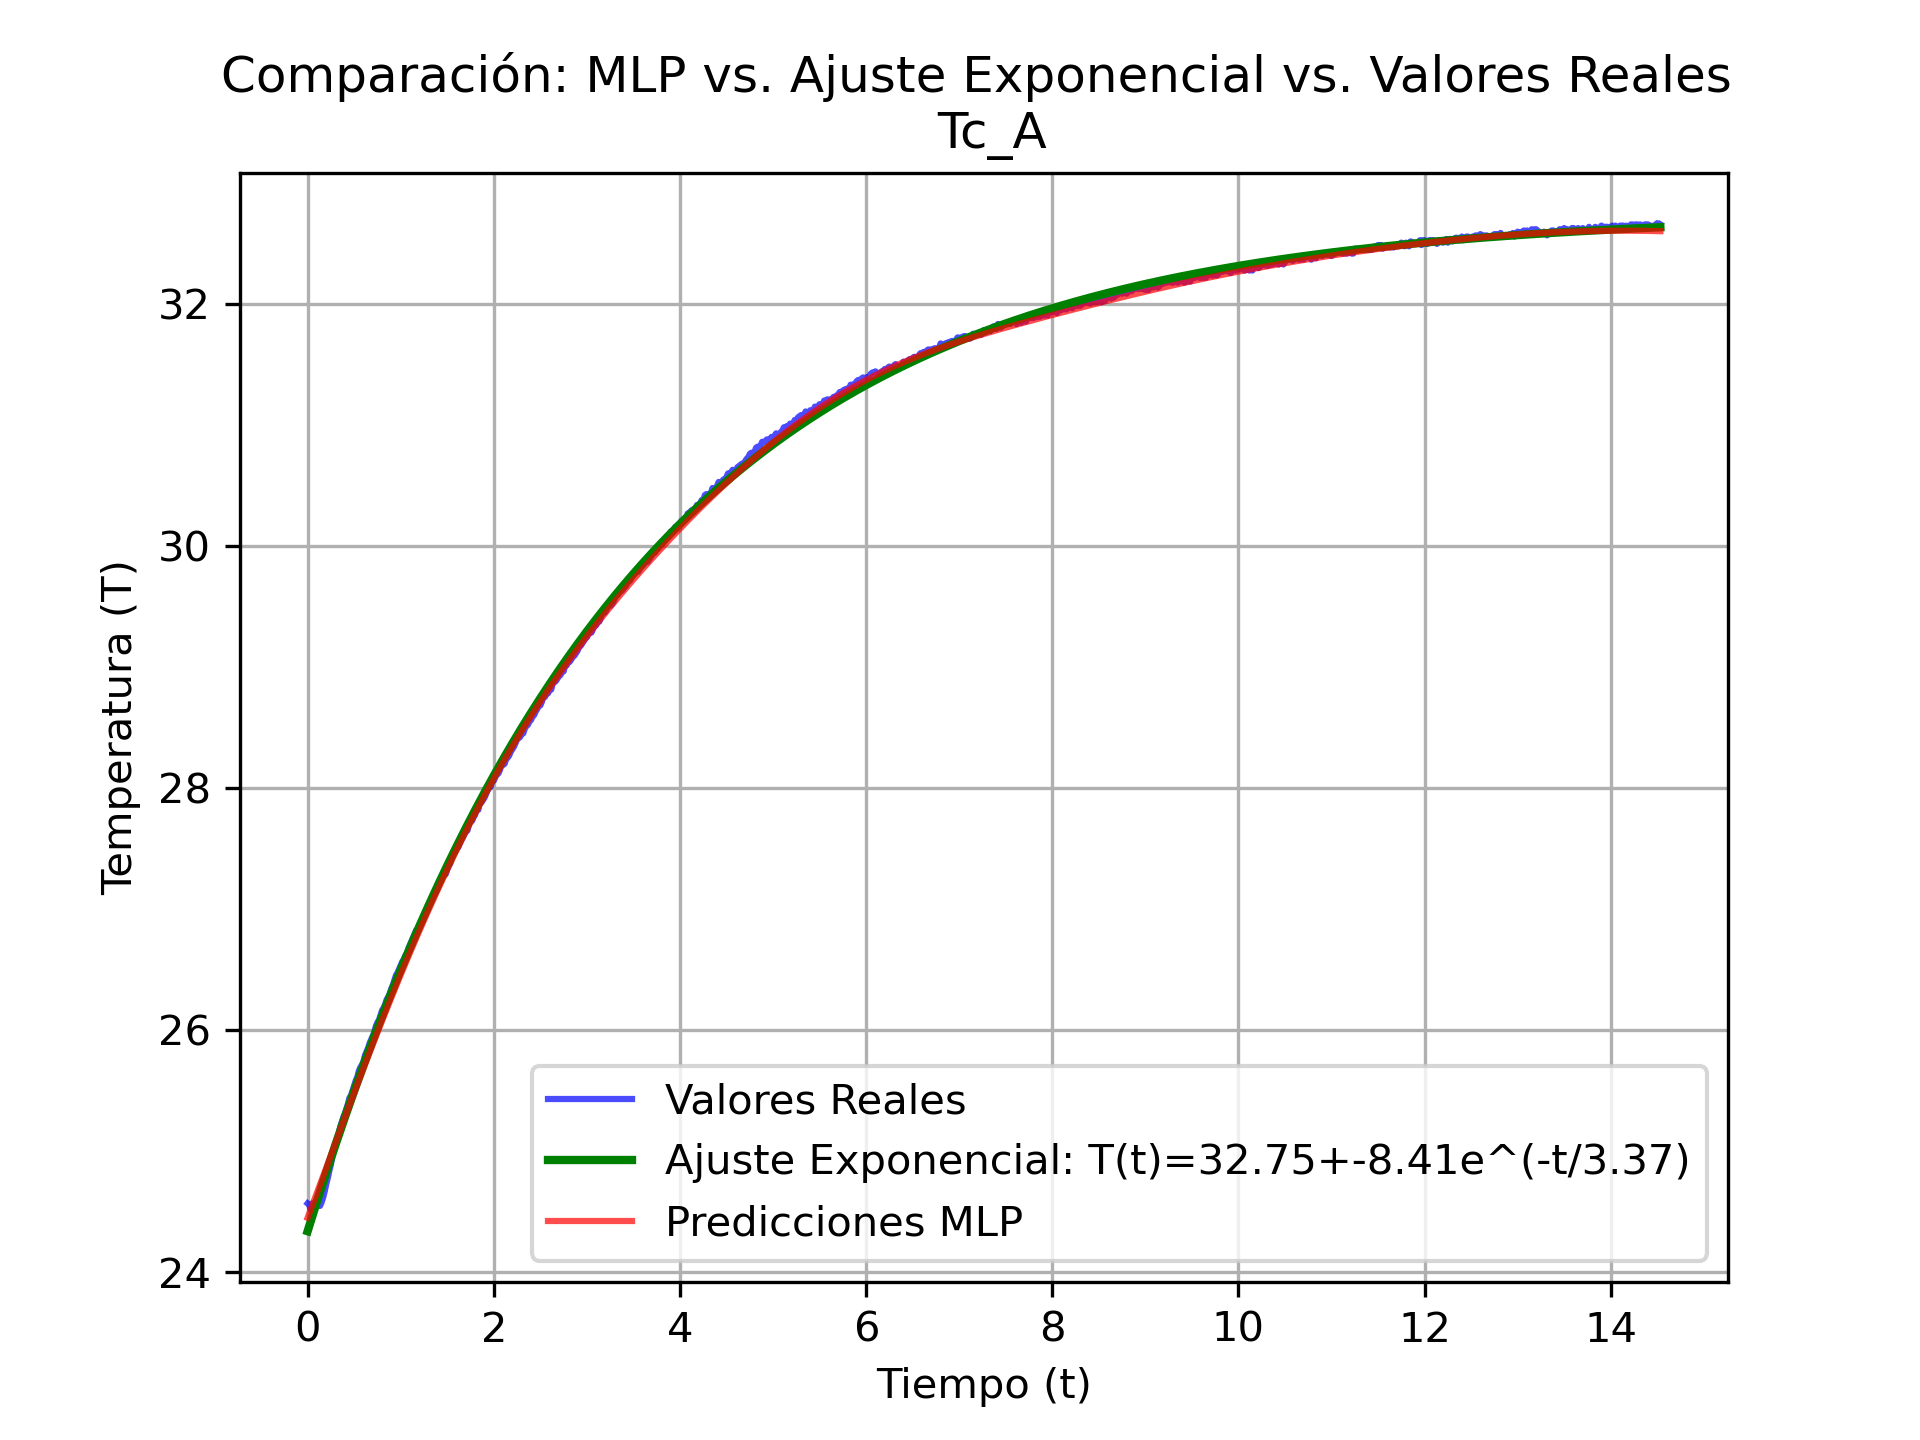 Comparación: MLP vs. Ajuste Exponencial vs. Valores Reales
Tc_A
Temperatura (T)
32
30
28
26
24
Valores Reales
Ajuste Exponencial: T(t)=32.75+-8.41e^(-t/3.37)
Predicciones MLP
0 2 4 6 8 10 12 14
Tiempo (t)